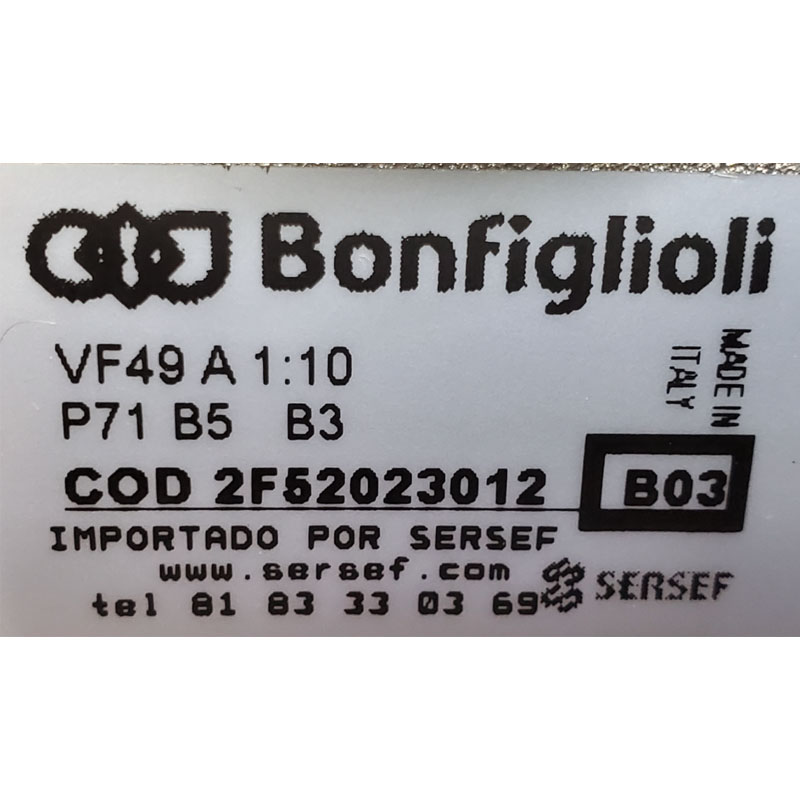 Bonfiglioli
VF49 A 1:10
P71 B5 B3
MADE IN
ITALY
COD 2F52023012
B03
IMPORTADO POR SERSEF
www.sersef.com
tel 81 83 33 03 69
SERSEF